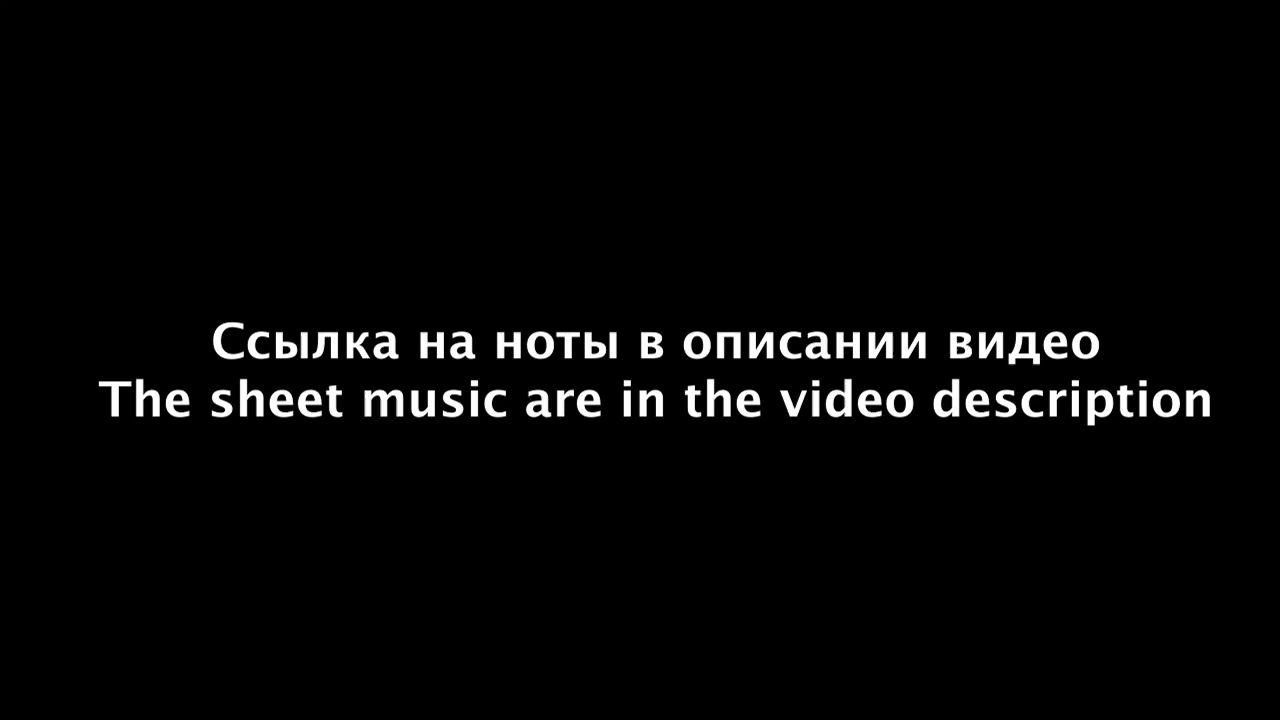 Ссылка на ноты в описании видео
The sheet music are in the video description